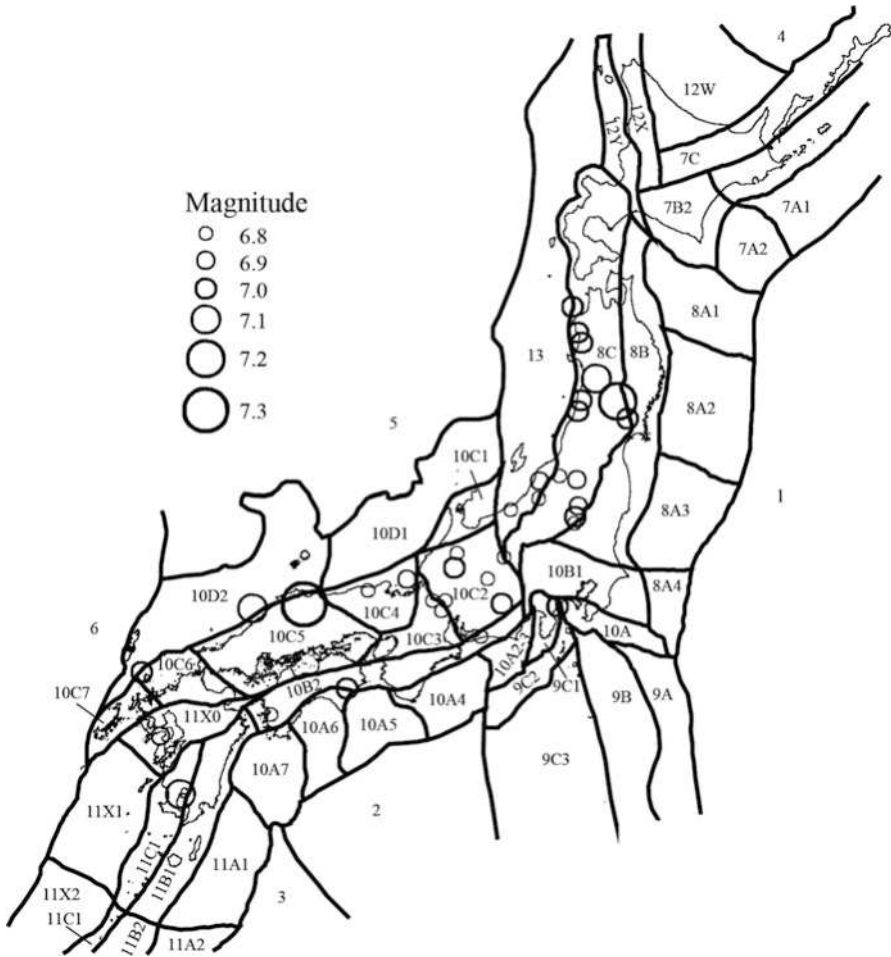 4
12W
12X
12Y
7C
Magnitude
6.8
6.9
7.0
7.1
7.2
7.3
7B2
7A1
7A2
8A1
13
8C
8B
8A2
5
10C1
1
8A3
10D1
10B1
8A4
10D2
10C2
10C4
6
10C5
10C3
10A
10C6
10A2-3
9C2
9C1
10C7
10B2
10A4
9B
9A
11X0
10A6
10A5
10A7
9C3
11X1
2
11C1
11B1
11A1
11X2
3
11C1
11B2
11A2